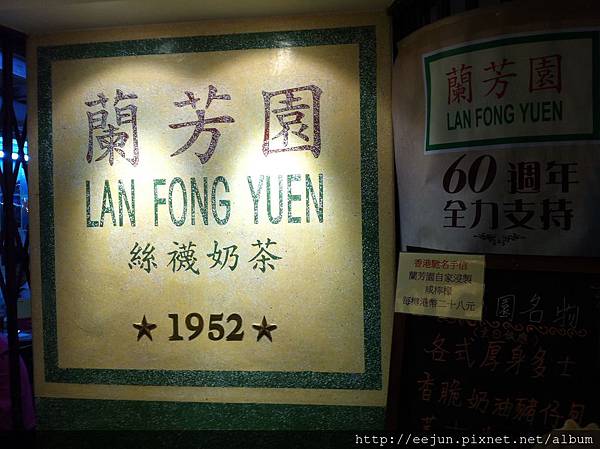 蘭芳園
LAN FONG YUEN
絲襪奶茶
★ 1952 ★
蘭芳園
LAN FONG YUEN
60週年
全力支持
香港馳名手信
蘭芳園自家浸製
咸檸檬
每樽港幣二十八元
園名物
各式厚身多士
香脆奶油豬仔包
http://eejun.pixnet.net/album